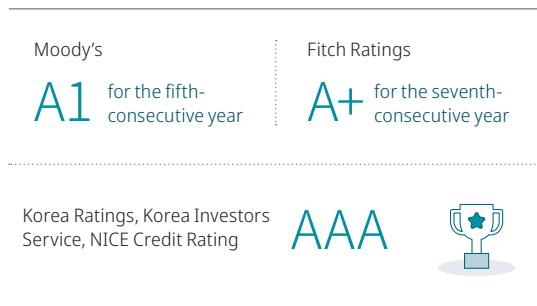 Moody's
A1 for the fifth-
consecutive year
Fitch Ratings
A+ for the seventh-
consecutive year
Korea Ratings, Korea Investors
Service, NICE Credit Rating
AAA